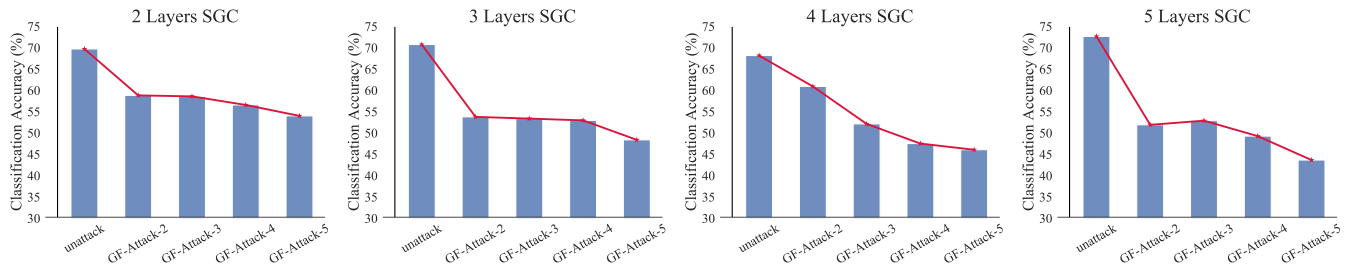 2 Layers SGC
Classification Accuracy (%)
75
70
65
60
55
50
45
40
35
30
unattack
GF-Attack-2
GF-Attack-3
GF-Attack-4
GF-Attack-5
3 Layers SGC
Classification Accuracy (%)
75
70
65
60
55
50
45
40
35
30
unattack
GF-Attack-2
GF-Attack-3
GF-Attack-4
GF-Attack-5
4 Layers SGC
Classification Accuracy (%)
75
70
65
60
55
50
45
40
35
30
unattack
GF-Attack-2
GF-Attack-3
GF-Attack-4
GF-Attack-5
5 Layers SGC
Classification Accuracy (%)
75
70
65
60
55
50
45
40
35
30
unattack
GF-Attack-2
GF-Attack-3
GF-Attack-4
GF-Attack-5